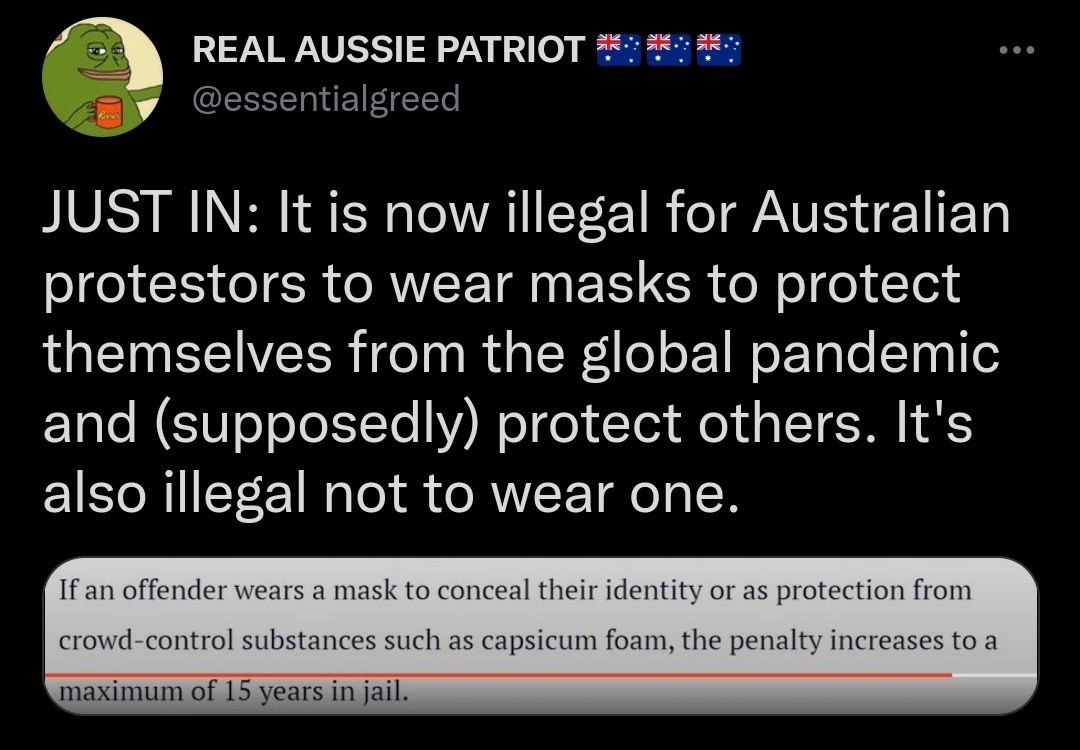 REAL AUSSIE PATRIOT 🇦🇺🇦🇺🇦🇺
@essentialgreed
JUST IN: It is now illegal for Australian
protestors to wear masks to protect
themselves from the global pandemic
and (supposedly) protect others. It's
also illegal not to wear one.
If an offender wears a mask to conceal their identity or as protection from
crowd-control substances such as capsicum foam, the penalty increases to a
maximum of 15 years in jail.